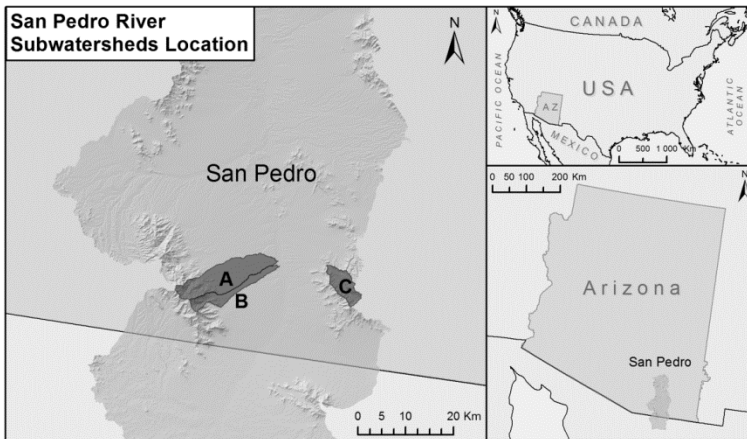 San Pedro River
Subwatersheds Location
N
San Pedro
A
B
C
0 5 10 20 Km
N
CANADA
PACIFIC OCEAN
USA
AZ
ATLANTIC
OCEAN
MEXICO
0 500 1 000 Km
0 50 100 200 Km
N
Arizona
San Pedro